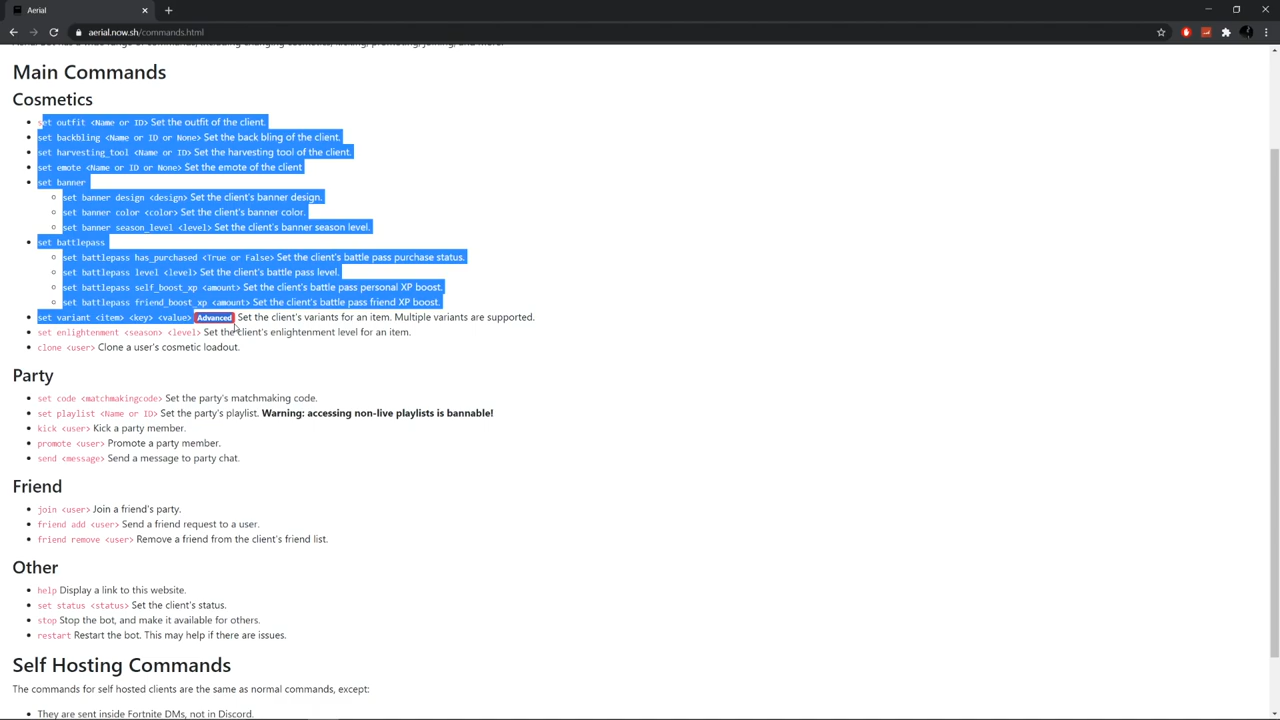 Aerial
aerial.now.sh/commands.html
Aerial Bot has a wide range of commands, including changing cosmetics, kicking, promoting, joining, and more.
Main Commands
Cosmetics
set outfit <Name or ID> Set the outfit of the client.
set backbling <Name or ID or None> Set the back bling of the client.
set harvesting_tool <Name or ID> Set the harvesting tool of the client.
set emote <Name or ID or None> Set the emote of the client
set banner
set banner design <design> Set the client's banner design.
set banner color <color> Set the client's banner color.
set banner season_level <level> Set the client's banner season level.
set battlepass
set battlepass has_purchased <True or False> Set the client's battle pass purchase status.
set battlepass level <level> Set the client's battle pass level.
set battlepass self_boost_xp <amount> Set the client's battle pass personal XP boost.
set battlepass friend_boost_xp <amount> Set the client's battle pass friend XP boost.
set variant <item> <key> <value> Advanced Set the client's variants for an item. Multiple variants are supported.
set enlightenment <season> <level> Set the client's enlightenment level for an item.
clone <user> Clone a user's cosmetic loadout.
Party
set code <matchmakingcode> Set the party's matchmaking code.
set playlist <Name or ID> Set the party's playlist. Warning: accessing non-live playlists is bannable!
kick <user> Kick a party member.
promote <user> Promote a party member.
send <message> Send a message to party chat.
Friend
join <user> Join a friend's party.
friend add <user> Send a friend request to a user.
friend remove <user> Remove a friend from the client's friend list.
Other
help Display a link to this website.
set status <status> Set the client's status.
stop Stop the bot, and make it available for others.
restart Restart the bot. This may help if there are issues.
Self Hosting Commands
The commands for self hosted clients are the same as normal commands, except:
They are sent inside Fortnite DMs, not in Discord.